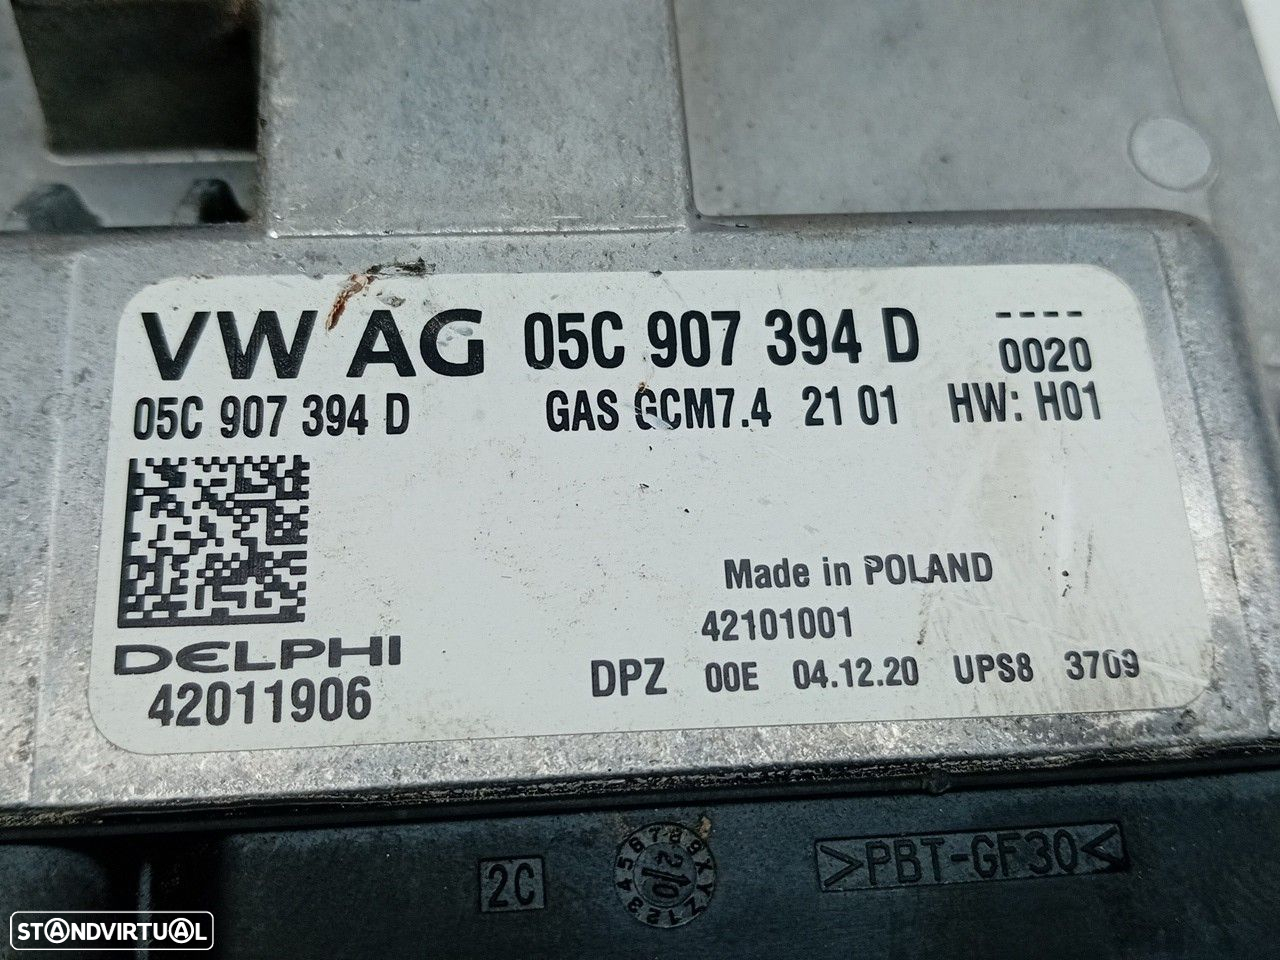 VW AG 05C 907 394 D ----
0020
05C 907 394 D GAS GCM7.4 21 01 HW: H01
Made in POLAND
42101001
DELPHI
42011906
DPZ 00E 04.12.20 UPS8 3709
2C
>PBT-GF30<
STANDVIRTUAL